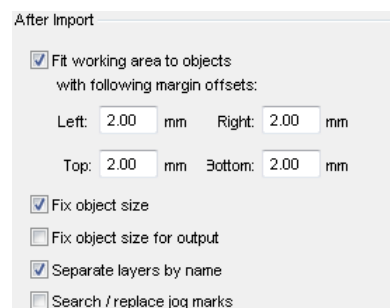 After Import
Fit working area to objects
with following margin offsets:
Left: 2.00 mm Right: 2.00 mm
Top: 2.00 mm Bottom: 2.00 mm
Fix object size
Fix object size for output
Separate layers by name
Search / replace jog marks